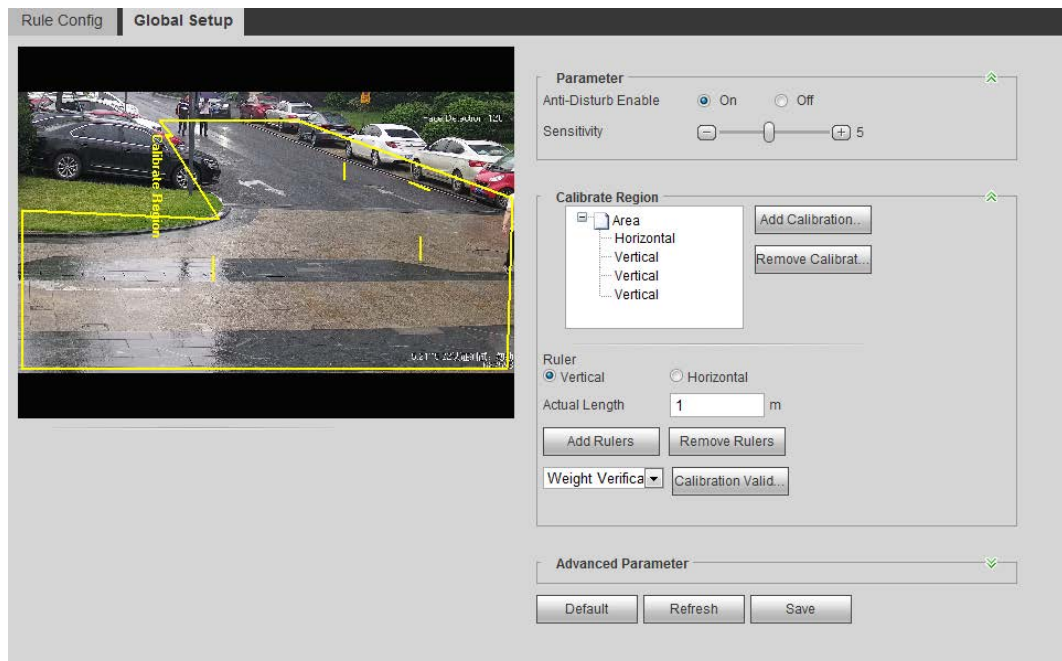 Rule Config Global Setup
Calibrate Region
Parameter
Anti-Disturb Enable On Off
Sensitivity 5
Calibrate Region
Area
Horizontal
Vertical
Vertical
Vertical
Add Calibration...
Remove Calibrat...
Ruler
Vertical Horizontal
Actual Length 1 m
Add Rulers Remove Rulers
Weight Verifica Calibration Valid...
Advanced Parameter
Default Refresh Save